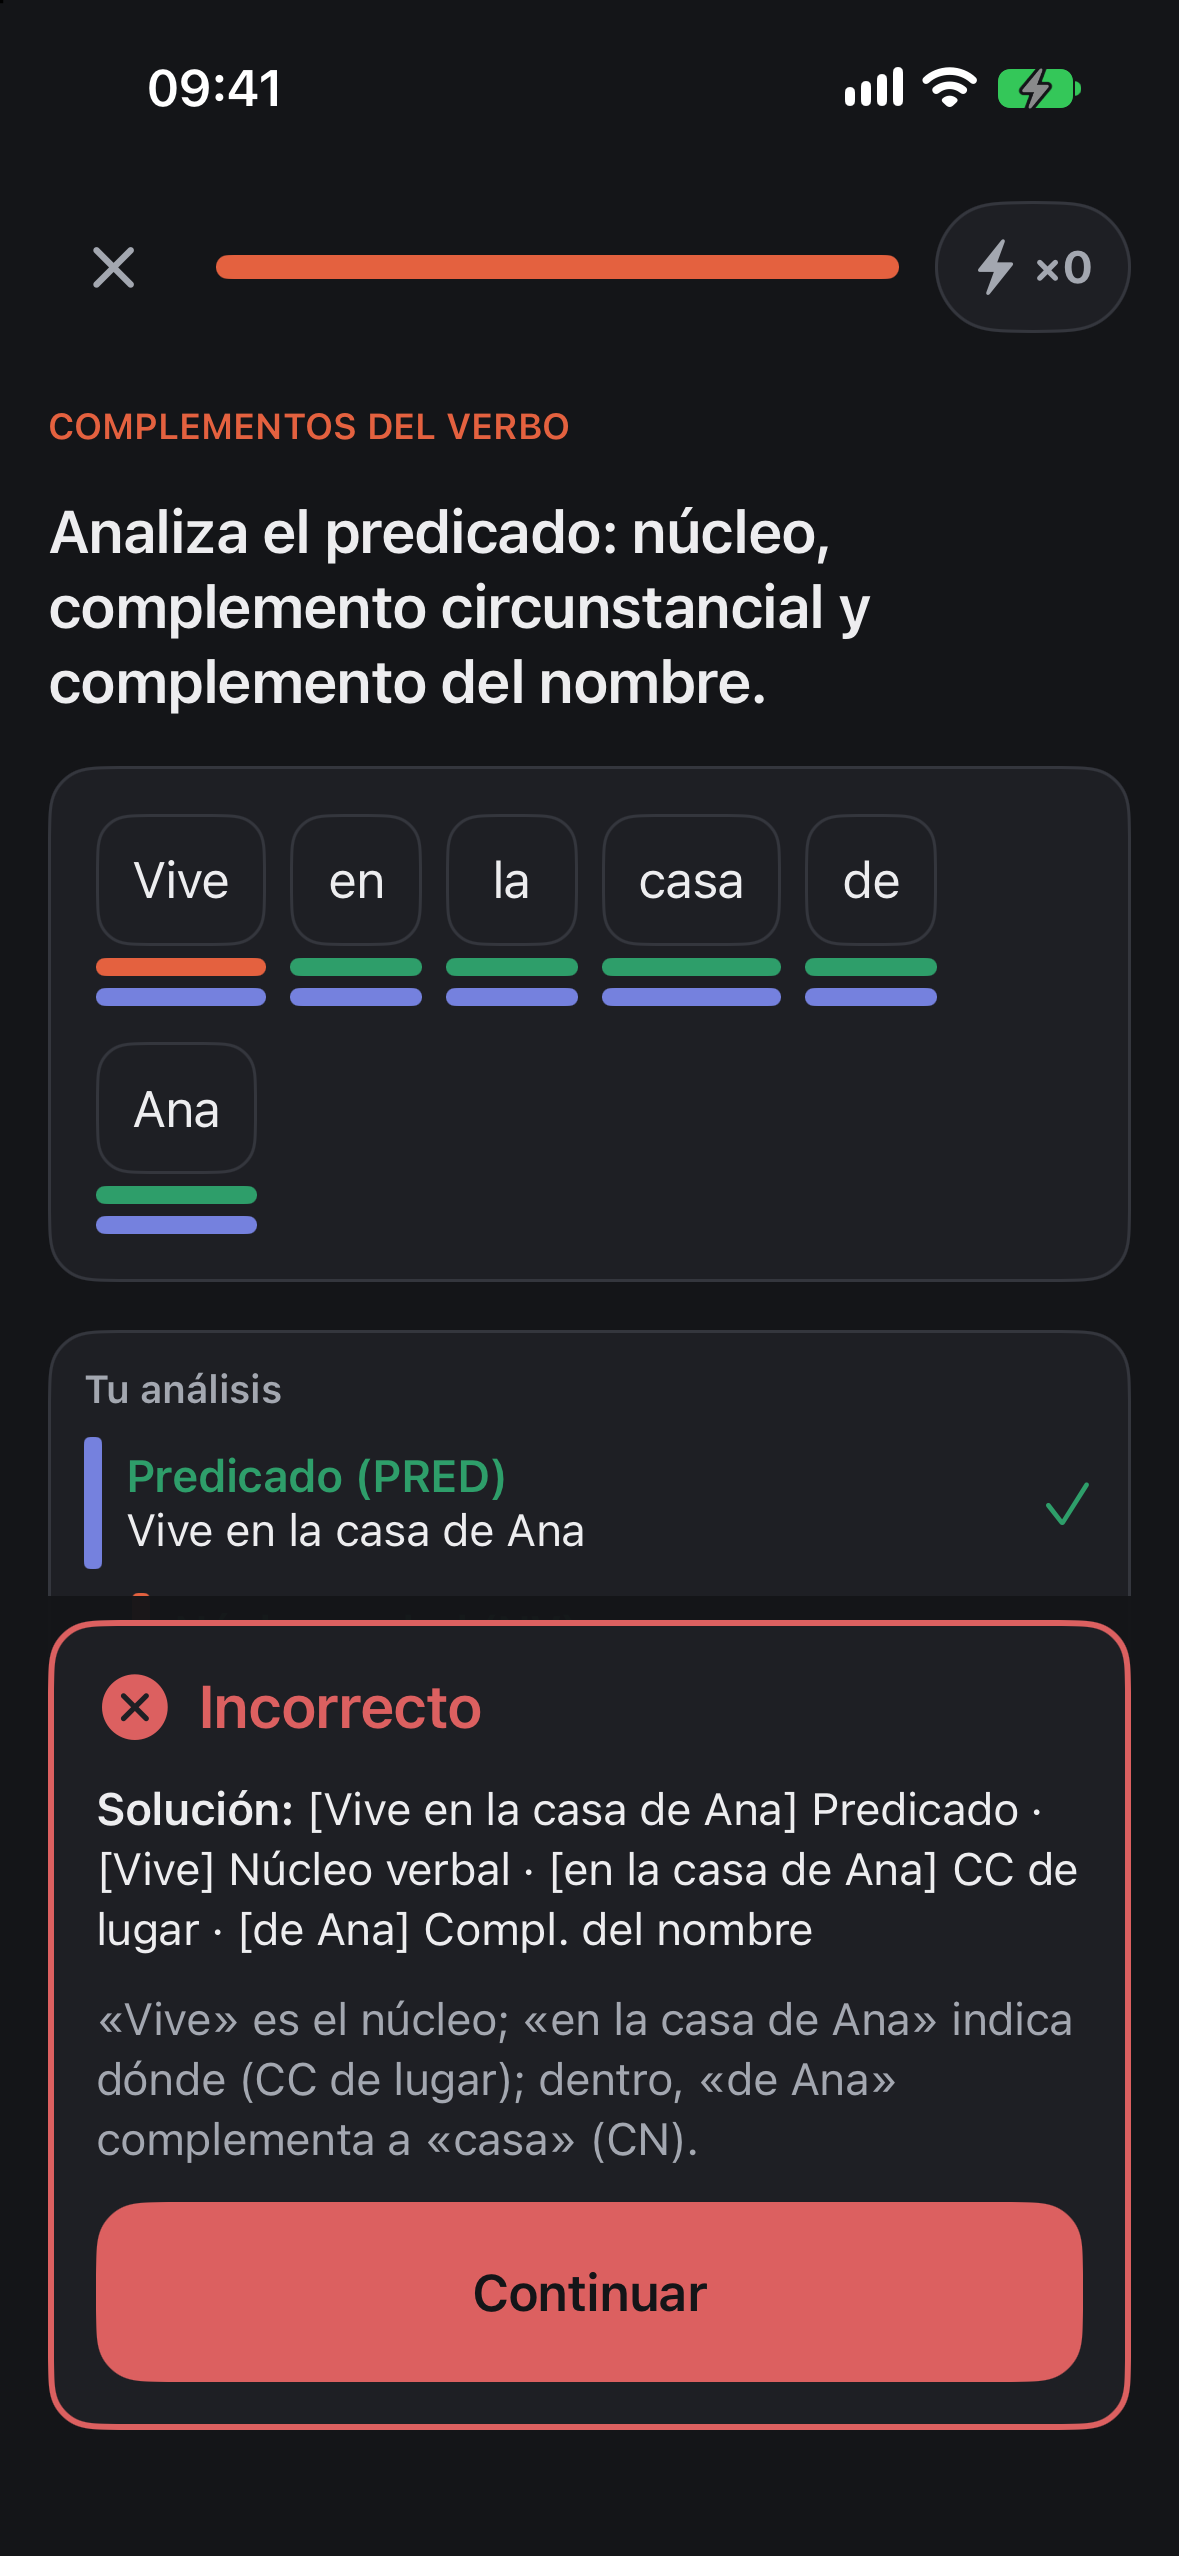 09:41
×0
COMPLEMENTOS DEL VERBO
Analiza el predicado: núcleo,
complemento circunstancial y
complemento del nombre.
Vive en la casa de
Ana
Tu análisis
Predicado (PRED)
Vive en la casa de Ana
Incorrecto
Solución: [Vive en la casa de Ana] Predicado ·
[Vive] Núcleo verbal · [en la casa de Ana] CC de
lugar · [de Ana] Compl. del nombre
«Vive» es el núcleo; «en la casa de Ana» indica
dónde (CC de lugar); dentro, «de Ana»
complementa a «casa» (CN).
Continuar